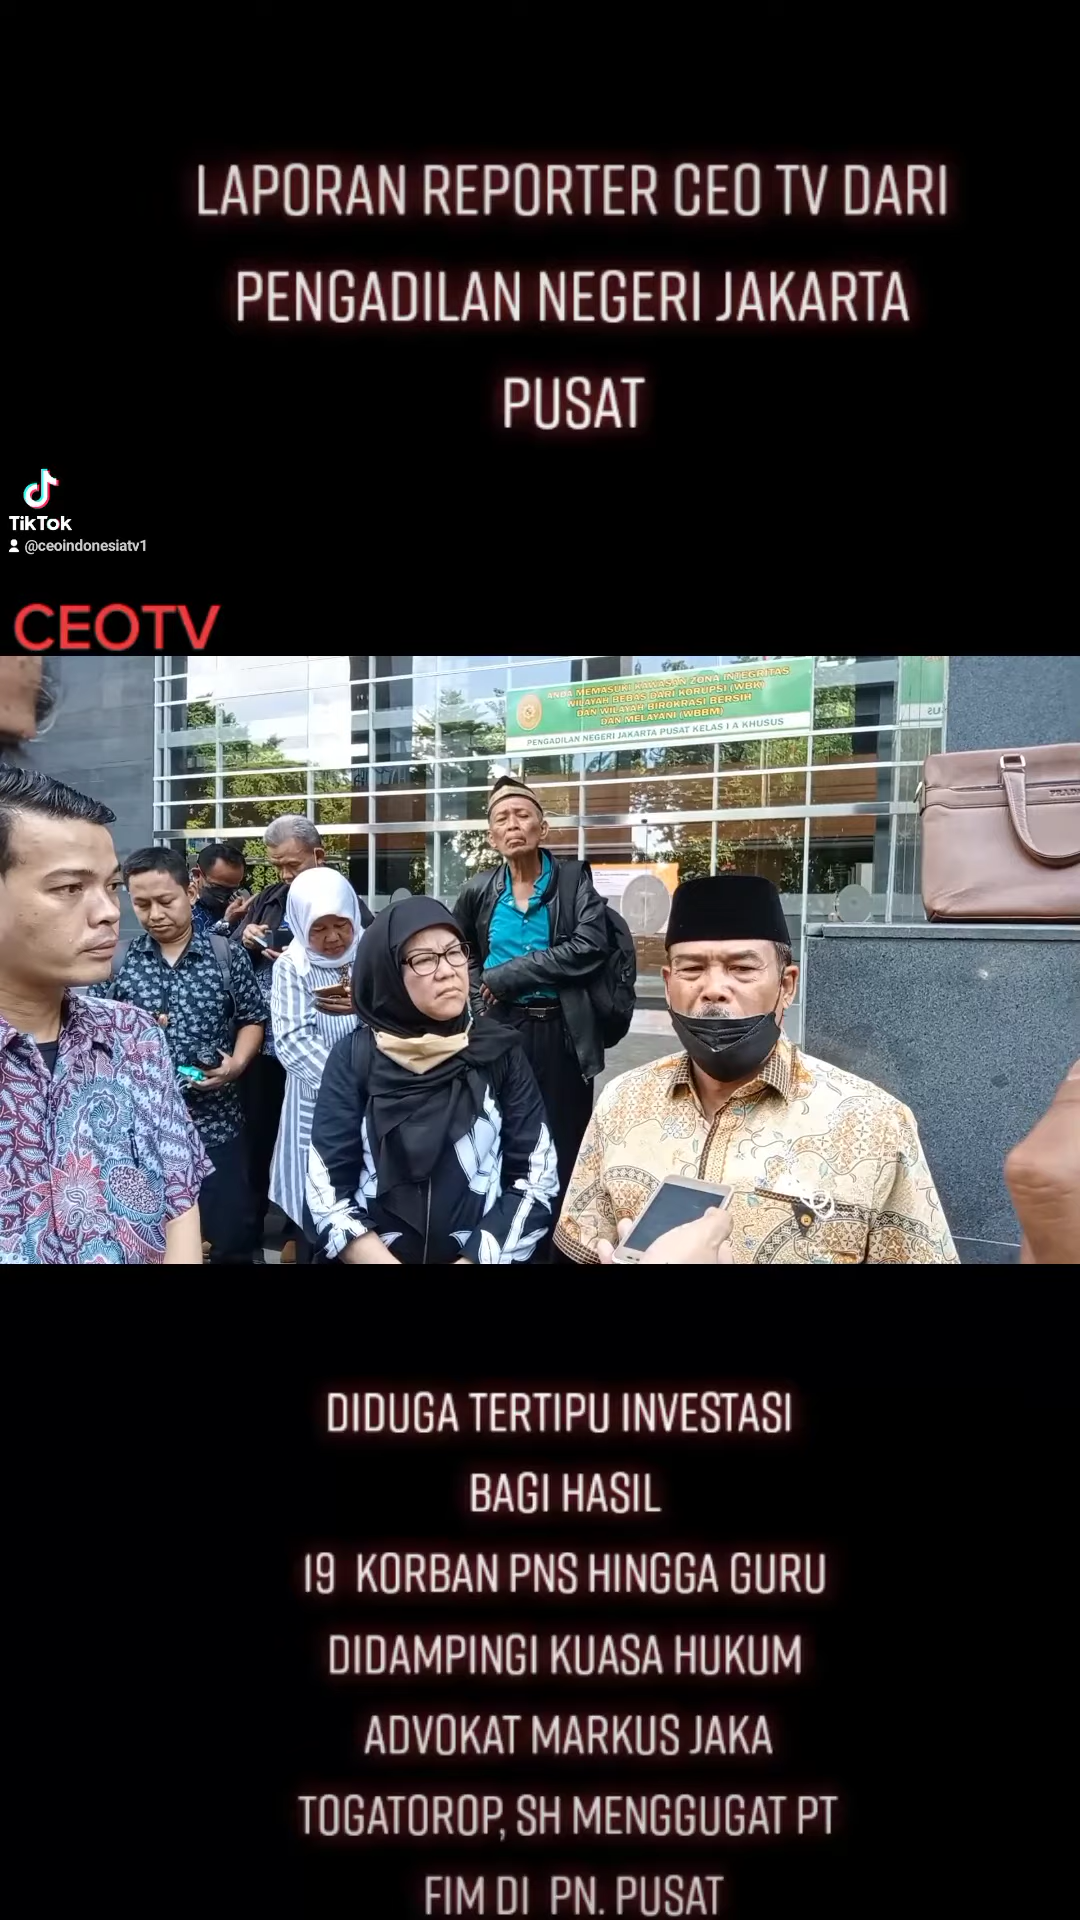 LAPORAN REPORTER CEO TV DARI
PENGADILAN NEGERI JAKARTA
PUSAT
TikTok
@ceoindonesiatv1
CEOTV
ANDA MEMASUKI KAWASAN ZONA INTEGRITAS
WILAYAH BEBAS DARI KORUPSI (WBK)
DAN WILAYAH BIROKRASI BERSIH
DAN MELAYANI (WBBM)
PENGADILAN NEGERI JAKARTA PUSAT KELAS I A KHUSUS
DIDUGA TERTIPU INVESTASI
BAGI HASIL
19 KORBAN PNS HINGGA GURU
DIDAMPINGI KUASA HUKUM
ADVOKAT MARKUS JAKA
TOGATOROP, SH MENGGUGAT PT
FIM DI PN. PUSAT